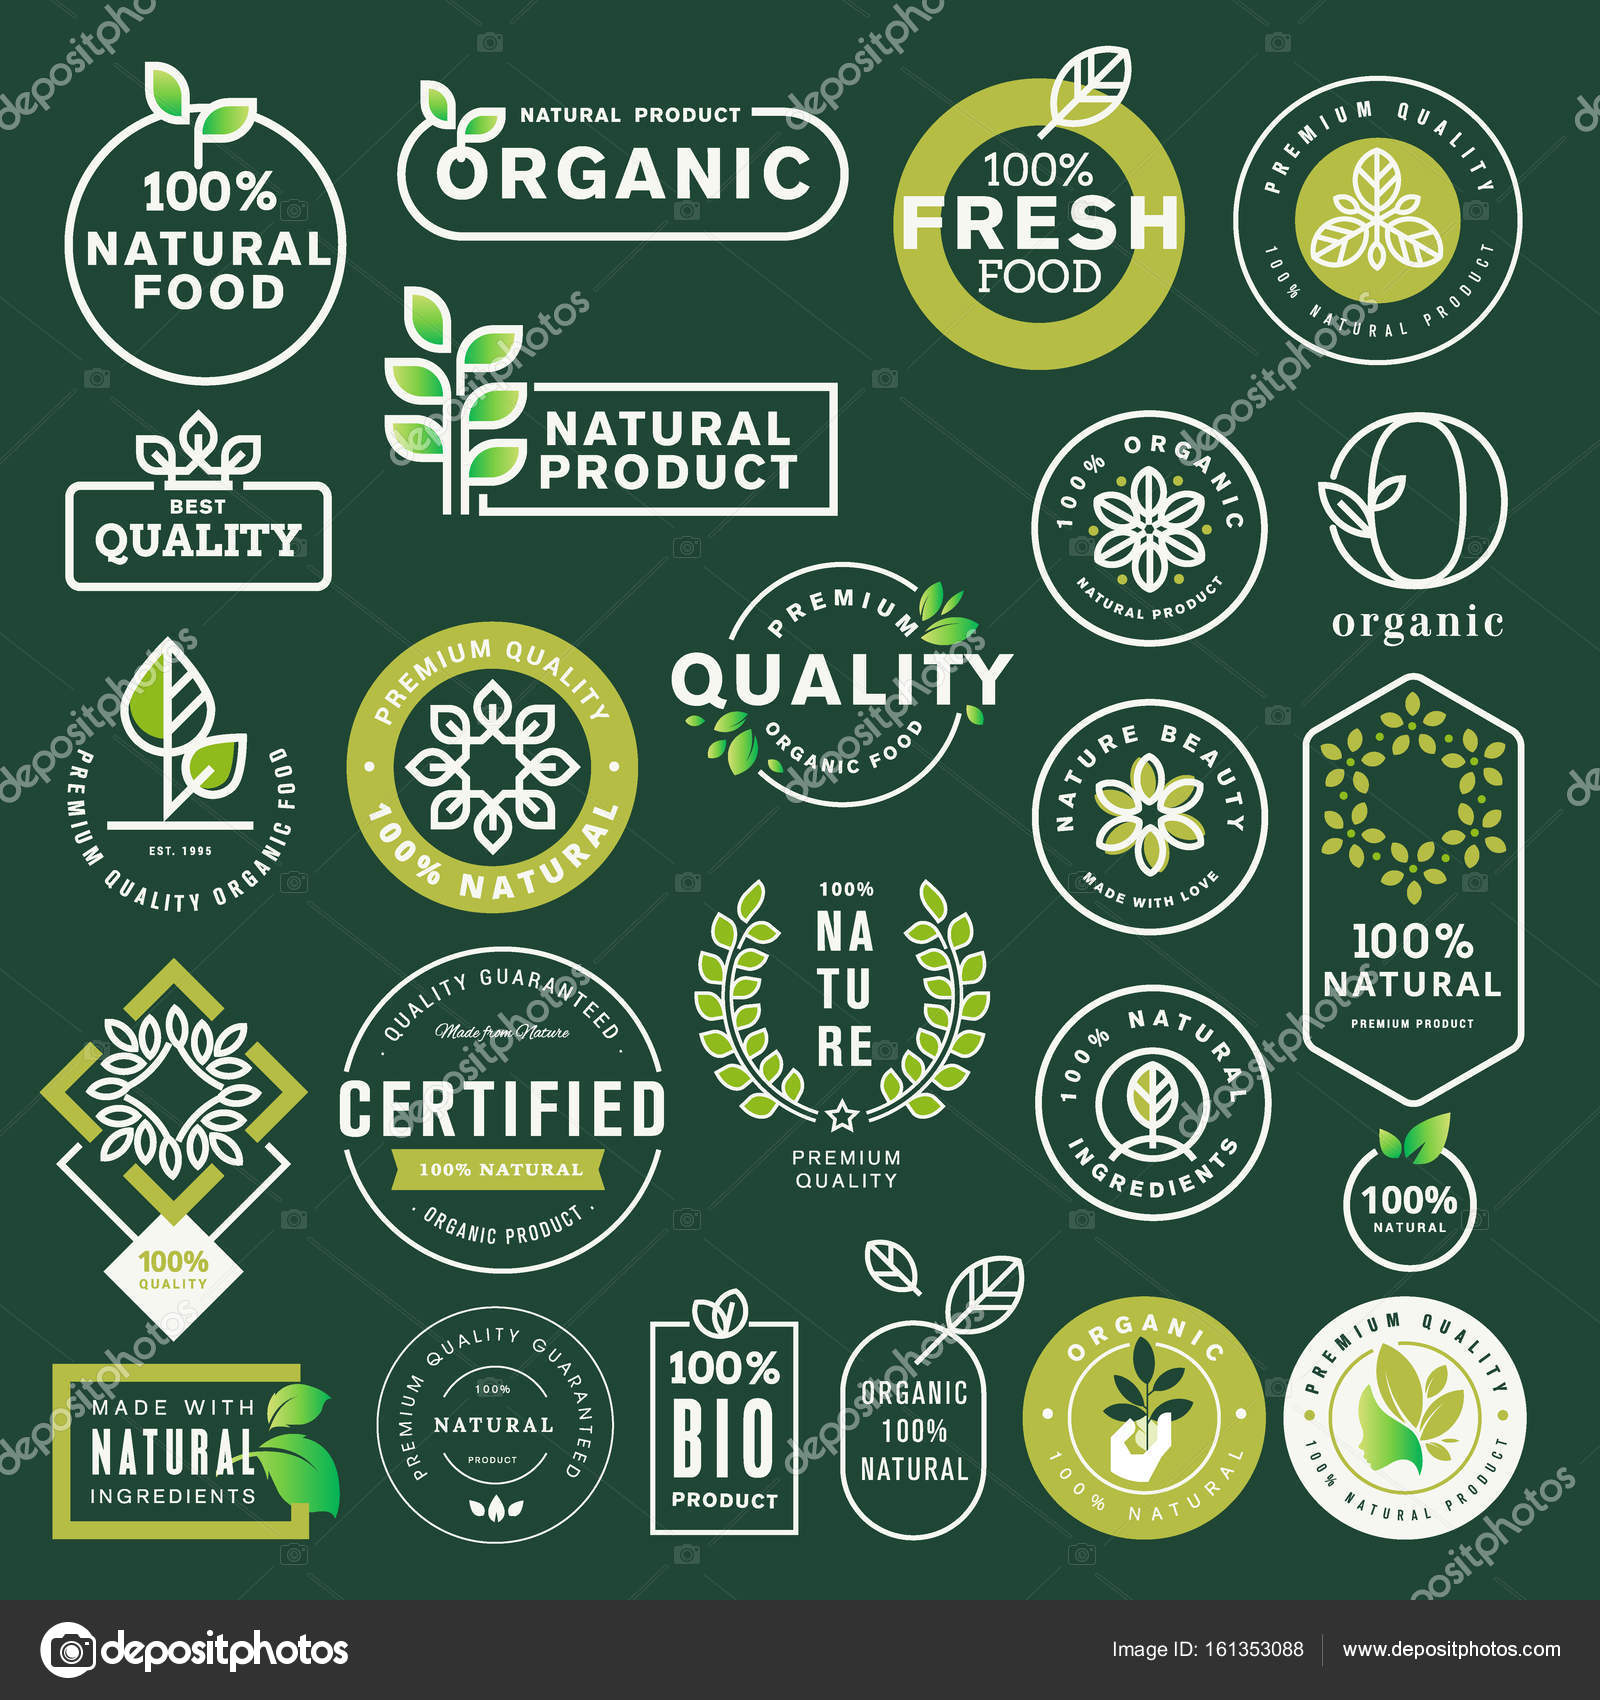 100%
NATURAL
FOOD
NATURAL PRODUCT
ORGANIC
100%
FRESH
FOOD
PREMIUM QUALITY
100% NATURAL PRODUCT
NATURAL
PRODUCT
BEST
QUALITY
100% ORGANIC
NATURAL PRODUCT
organic
PREMIUM
QUALITY
ORGANIC FOOD
EST. 1995
PREMIUM QUALITY ORGANIC FOOD
PREMIUM QUALITY
100% NATURAL
NATURE BEAUTY
MADE WITH LOVE
100%
NATURAL
PREMIUM PRODUCT
100%
NA
TU
RE
PREMIUM
QUALITY
QUALITY GUARANTEED
Made from Nature
CERTIFIED
100% NATURAL
ORGANIC PRODUCT
100% NATURAL
INGREDIENTS
100%
QUALITY
100%
NATURAL
MADE WITH
NATURAL
INGREDIENTS
PREMIUM QUALITY GUARANTEED
100%
NATURAL
PRODUCT
100%
BIO
PRODUCT
ORGANIC
100%
NATURAL
ORGANIC
100% NATURAL
PREMIUM QUALITY
100% NATURAL PRODUCT
depositphotos
Image ID: 161353088
www.depositphotos.com